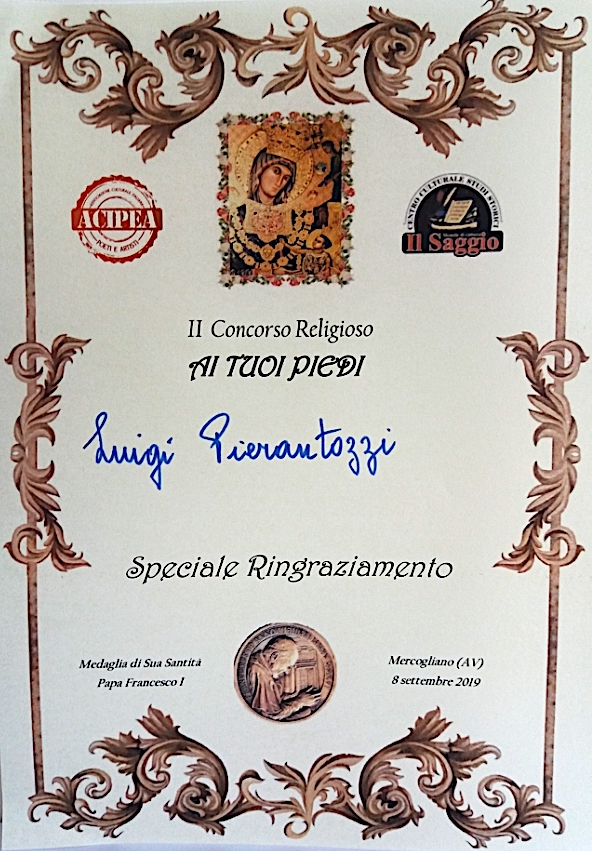 ACIPEA
POETI E ARTISTI
CENTRO CULTURALE STUDI STORICI
Il Saggio
II Concorso Religioso
AI TUOI PIEDI
Luigi Pierantozzi
Speciale Ringraziamento
Medaglia di Sua Santità
Papa Francesco I
Mercogliano (AV)
8 settembre 2019